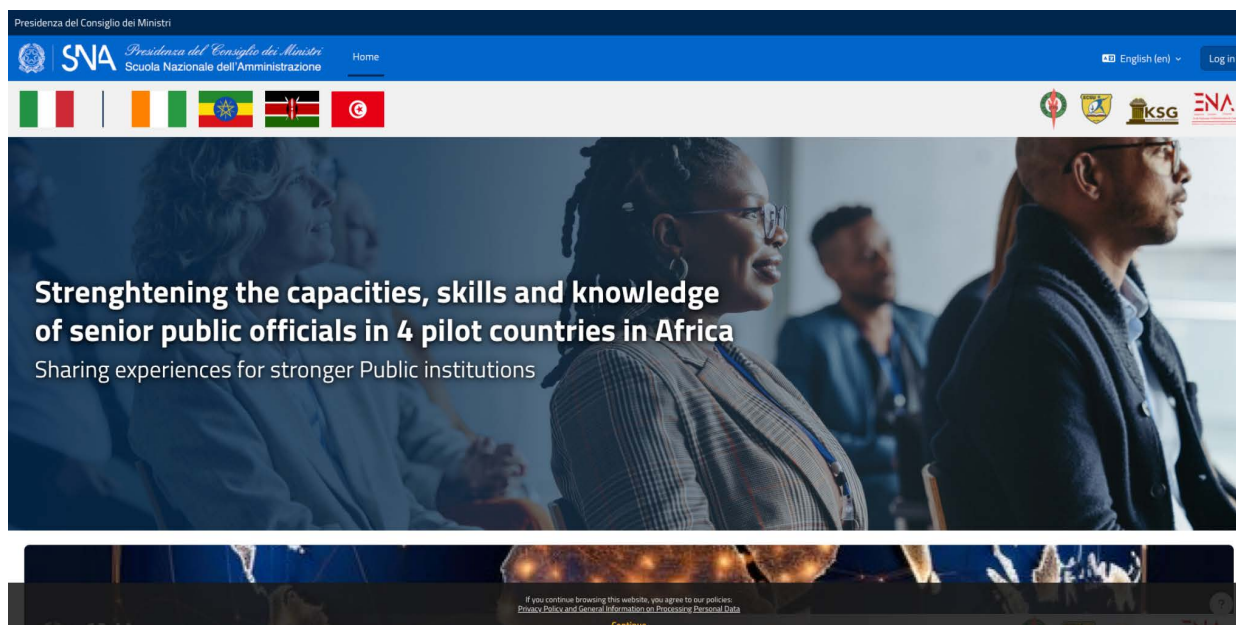 Presidenza del Consiglio dei Ministri
SNA
Presidenza del Consiglio dei Ministri
Scuola Nazionale dell'Amministrazione
Home
English (en)
Log in
KSG
ENA
Strenghtening the capacities, skills and knowledge
of senior public officials in 4 pilot countries in Africa
Sharing experiences for stronger Public institutions
If you continue browsing this website, you agree to our policies:
Privacy Policy and General Information on Processing Personal Data
Continue
?